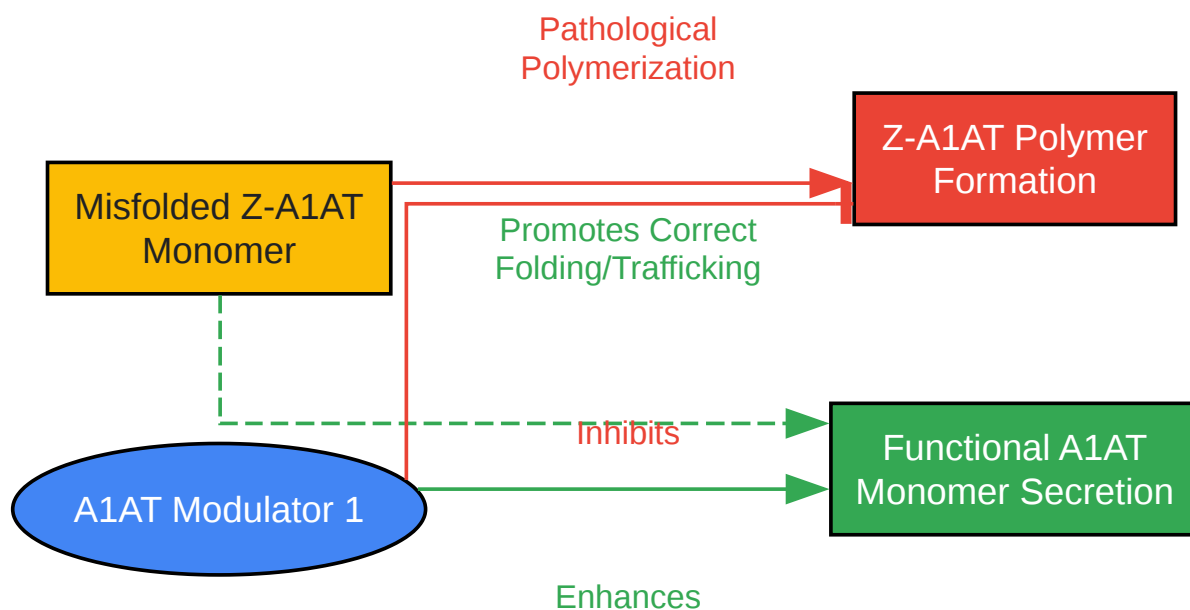 Pathological
Polymerization
Z-A1AT Polymer
Formation
Misfolded Z-A1AT
Monomer
Promotes Correct
Folding/Trafficking
Inhibits
Functional A1AT
Monomer Secretion
A1AT Modulator 1
Enhances